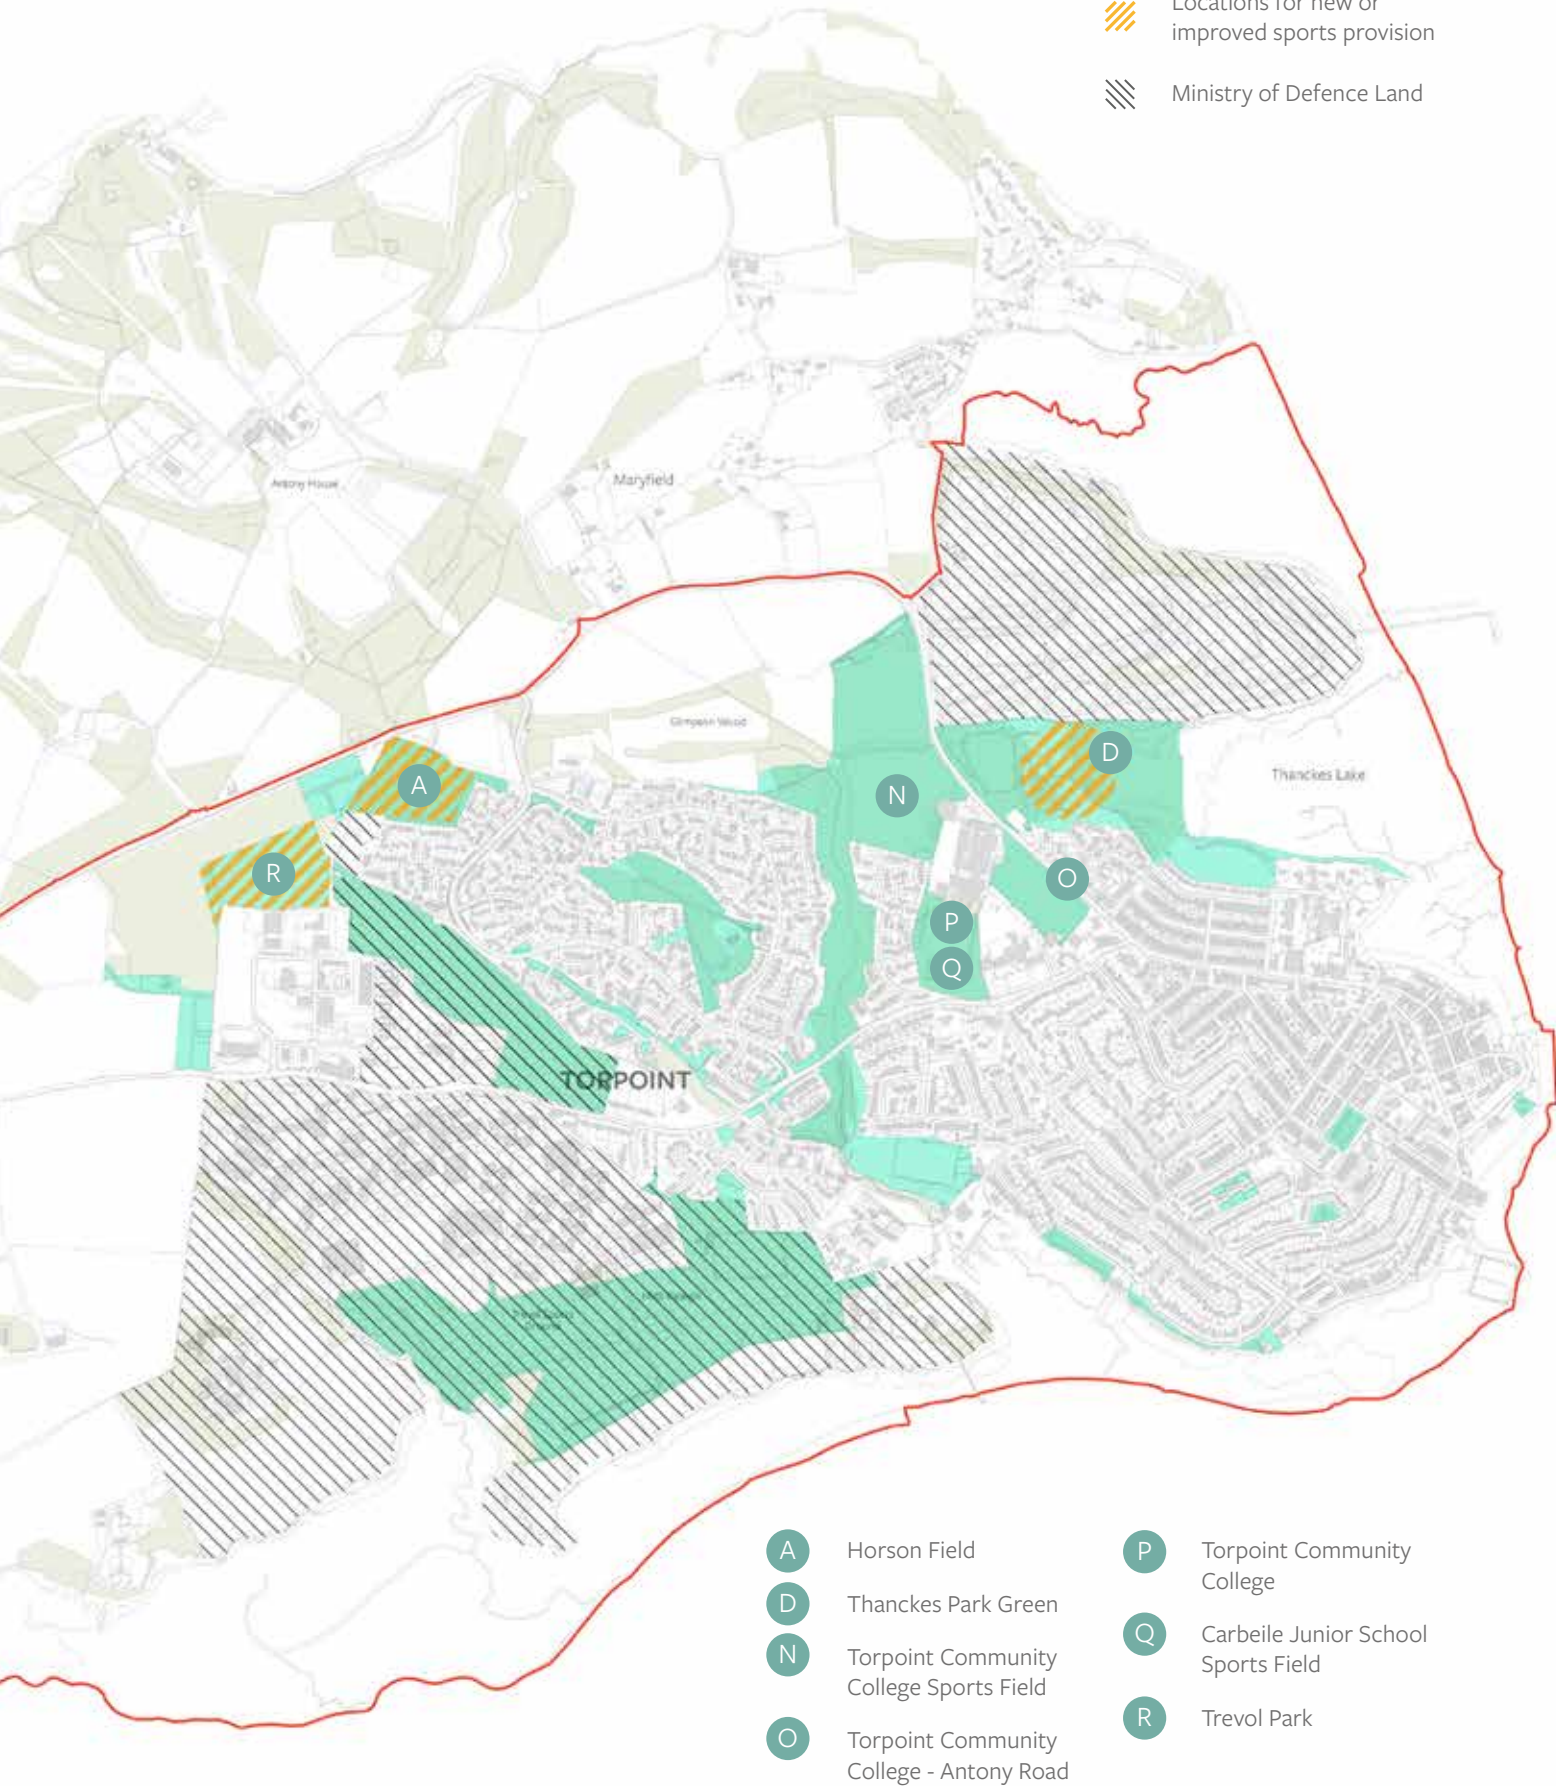 Locations for new or
improved sports provision
Ministry of Defence Land
Antony House
Maryfield
Thanckes Lake
A
D
N
R
O
P
Q
TORPOINT
A Horson Field
D Thanckes Park Green
N Torpoint Community
College Sports Field
O Torpoint Community
College - Antony Road
P Torpoint Community
College
Q Carbeile Junior School
Sports Field
R Trevol Park